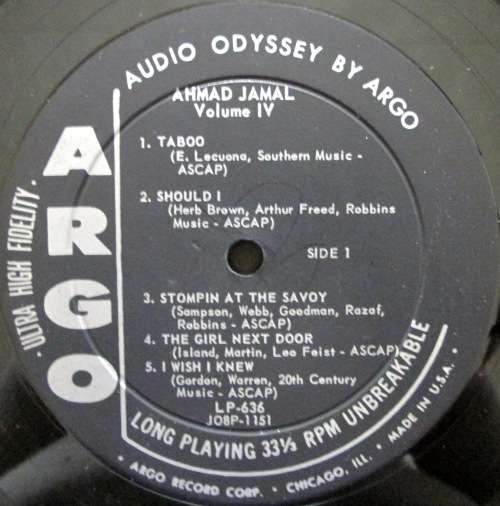 AUDIO ODYSSEY BY ARGO
· ULTRA HIGH FIDELITY ·
ARGO
AHMAD JAMAL
Volume IV
1. TABOO
(E. Lecuona, Southern Music -
ASCAP)
2. SHOULD I
(Herb Brown, Arthur Freed, Robbins
Music - ASCAP)
SIDE 1
3. STOMPIN AT THE SAVOY
(Sampson, Webb, Goodman, Razaf,
Robbins - ASCAP)
4. THE GIRL NEXT DOOR
(Island, Martin, Leo Feist - ASCAP)
5. I WISH I KNEW
(Gordon, Warren, 20th Century
Music - ASCAP)
LP-636
JO8P-1151
LONG PLAYING 33⅓ RPM UNBREAKABLE
· ARGO RECORD CORP. · CHICAGO, ILL. · MADE IN U.S.A. ·